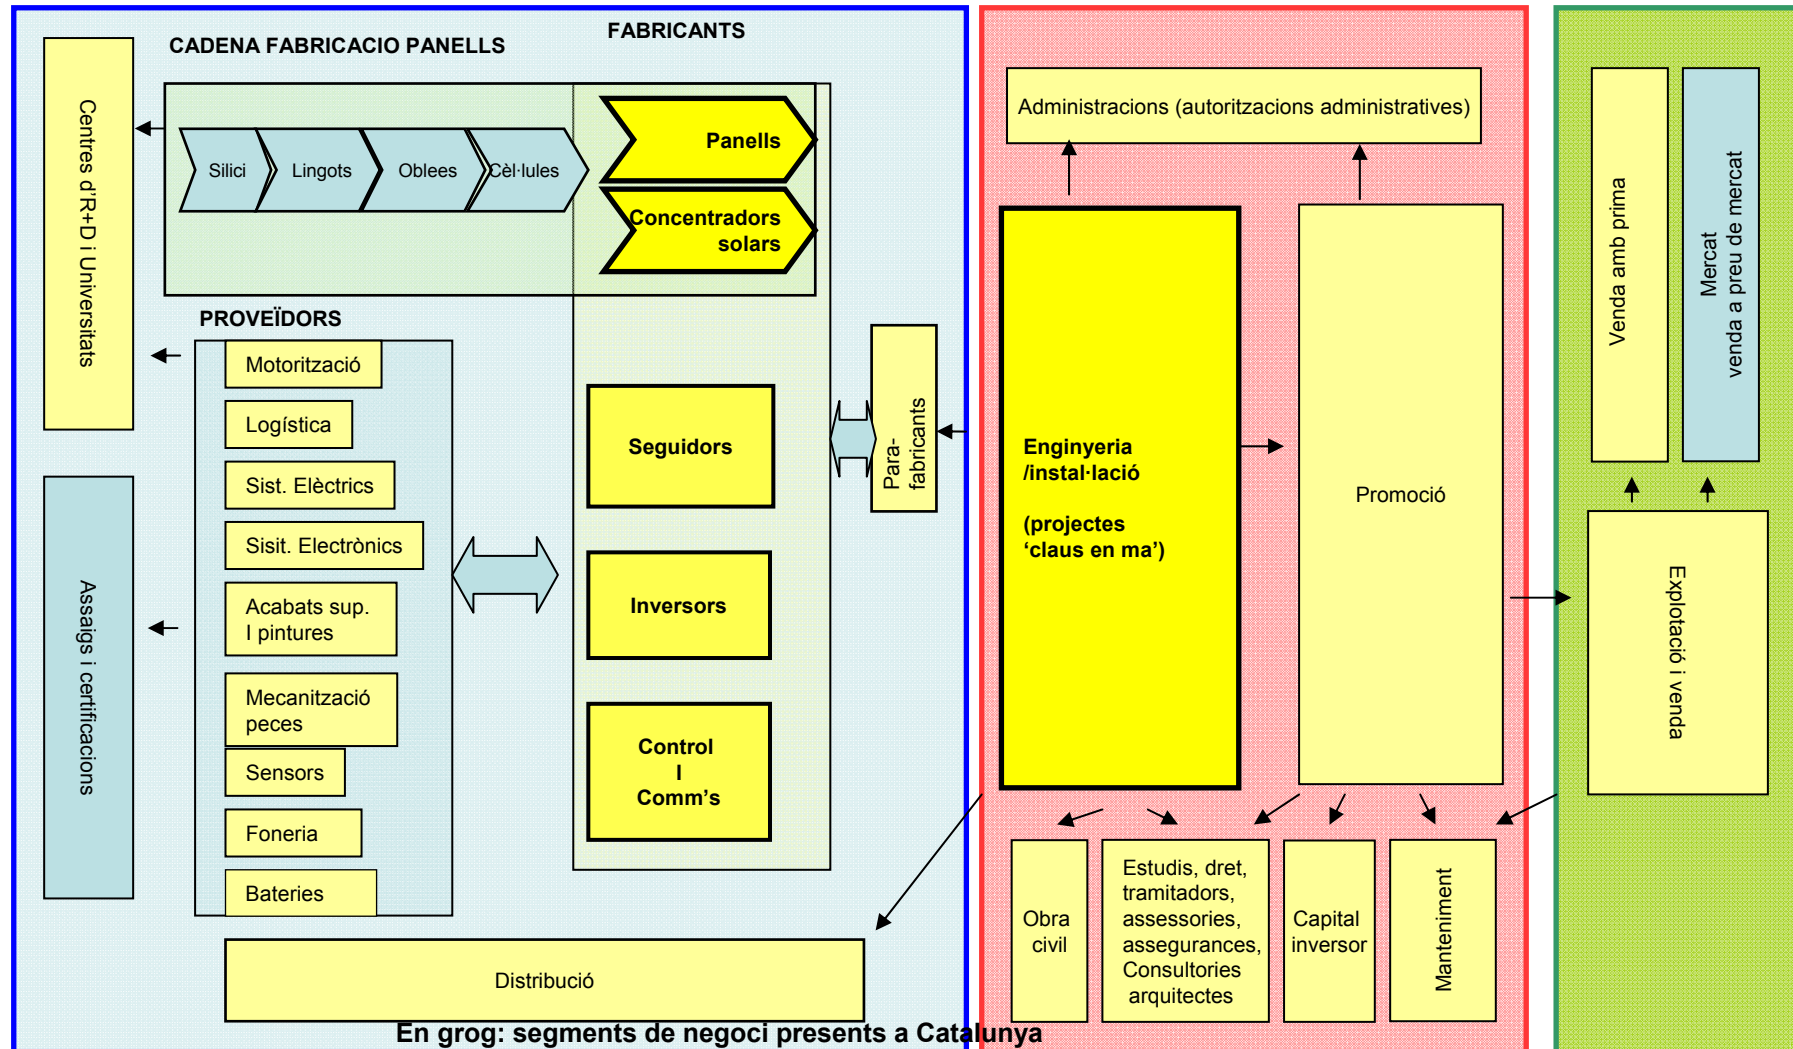 CADENA FABRICACIO PANELLS
FABRICANTS
Centres d'R+D i Universitats
Silici
Lingots
Oblees
Cèl·lules
Panells
Concentradors
solars
PROVEÏDORS
Motorització
Logística
Sist. Elèctrics
Sisit. Electrònics
Acabats sup.
I pintures
Mecanització
peces
Sensors
Foneria
Bateries
Assaigs i certificacions
Seguidors
Inversors
Control
I
Comm's
Para-
fabricants
Distribució
Administracions (autoritzacions administratives)
Enginyeria
/instal·lació
(projectes
'claus en ma')
Promoció
Obra
civil
Estudis, dret,
tramitadors,
assessories,
assegurances,
Consultories
arquitectes
Capital
inversor
Manteniment
Venda amb prima
Mercat
venda a preu de mercat
Explotació i venda
En grog: segments de negoci presents a Catalunya